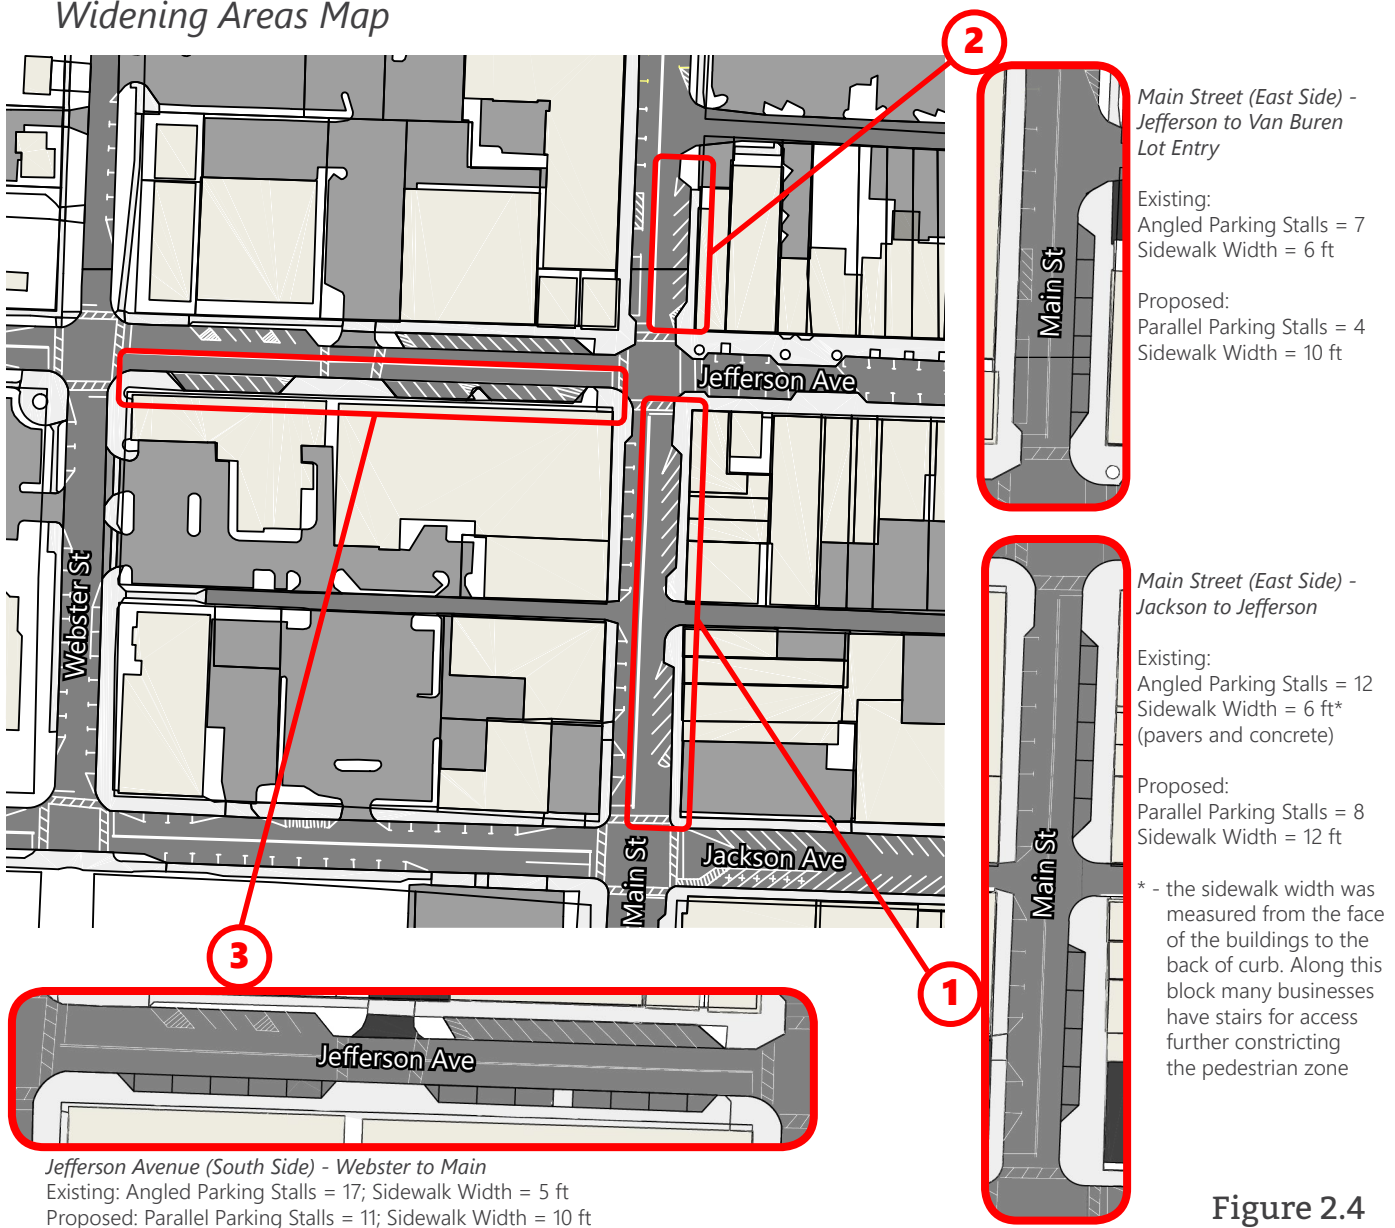 Widening Areas Map
2
Main Street (East Side) -
Jefferson to Van Buren
Lot Entry
Existing:
Angled Parking Stalls = 7
Sidewalk Width = 6 ft
Proposed:
Parallel Parking Stalls = 4
Sidewalk Width = 10 ft
Main St
Jefferson Ave
Webster St
Main Street (East Side) -
Jackson to Jefferson
Existing:
Angled Parking Stalls = 12
Sidewalk Width = 6 ft*
(pavers and concrete)
Proposed:
Parallel Parking Stalls = 8
Sidewalk Width = 12 ft
* - the sidewalk width was
measured from the face
of the buildings to the
back of curb. Along this
block many businesses
have stairs for access
further constricting
the pedestrian zone
Main St
Jackson Ave
Main St
3
1
Jefferson Ave
Jefferson Avenue (South Side) - Webster to Main
Existing: Angled Parking Stalls = 17; Sidewalk Width = 5 ft
Proposed: Parallel Parking Stalls = 11; Sidewalk Width = 10 ft
Figure 2.4